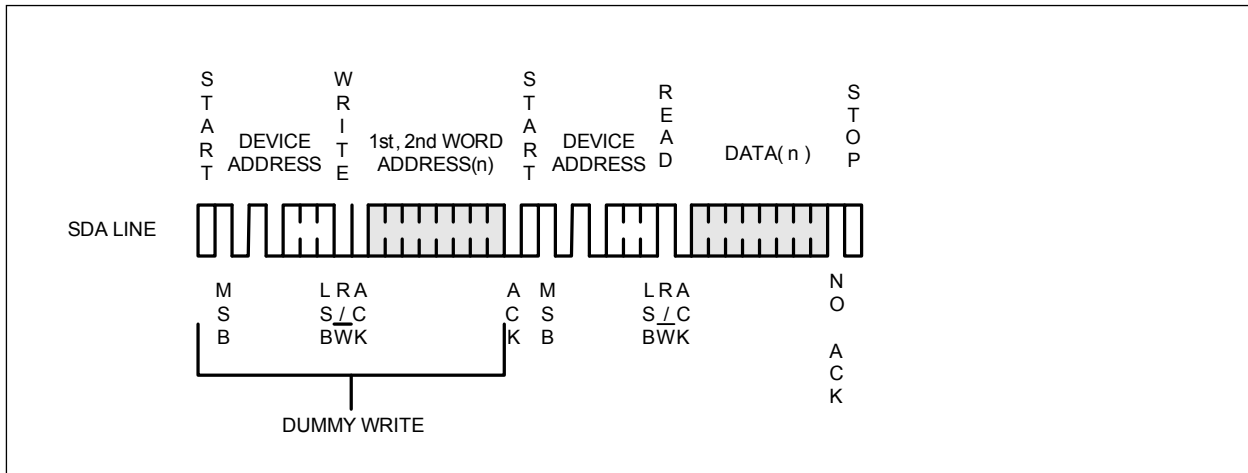 START
WRITE
START
READ
STOP
DEVICE
ADDRESS
1st, 2nd WORD
ADDRESS(n)
DEVICE
ADDRESS
DATA( n )
SDA LINE
MSB
LSB
R/W
ACK
ACK
MSB
LSB
R/W
ACK
NO ACK
DUMMY WRITE